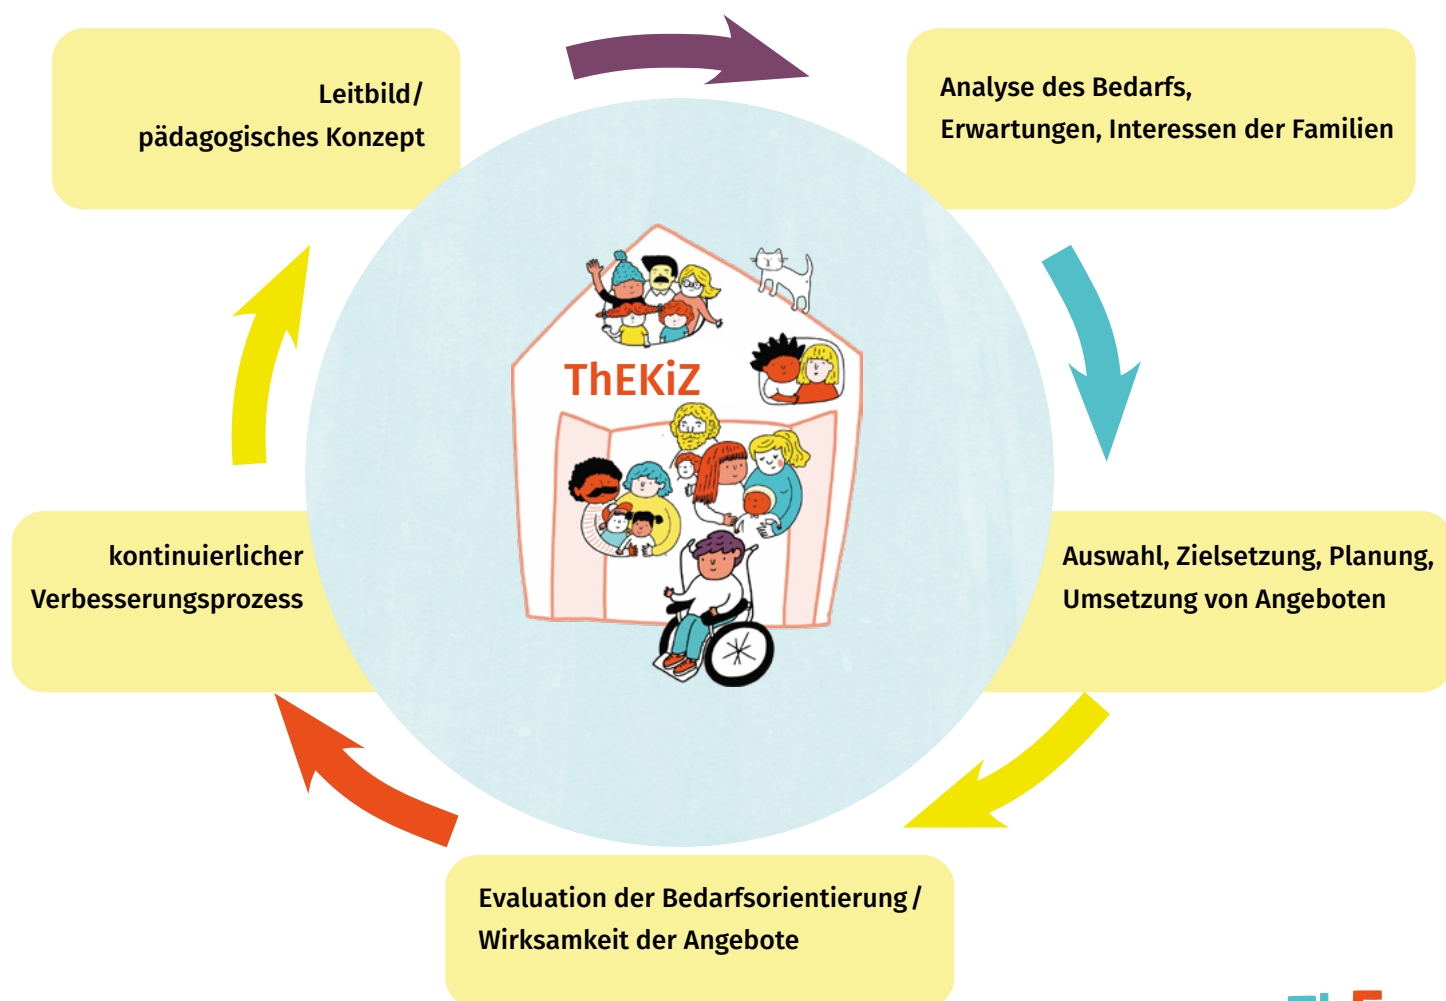 Leitbild/
pädagogisches Konzept
Analyse des Bedarfs,
Erwartungen, Interessen der Familien
ThEKiZ
kontinuierlicher
Verbesserungsprozess
Auswahl, Zielsetzung, Planung,
Umsetzung von Angeboten
Evaluation der Bedarfsorientierung/
Wirksamkeit der Angebote